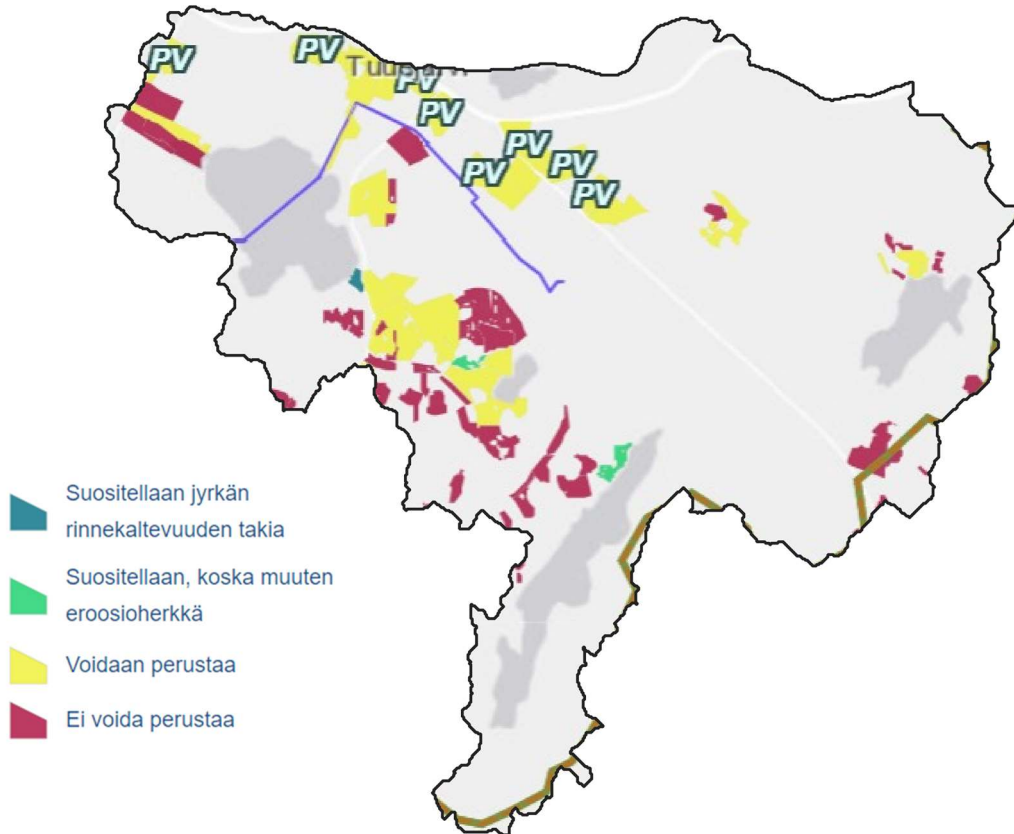 PV
PV
PV
PV
PV
PV
PV
PV
Suositellaan jyrkän
rinnekaltevuuden takia
Suositellaan, koska muuten
eroosioherkkä
Voidaan perustaa
Ei voida perustaa